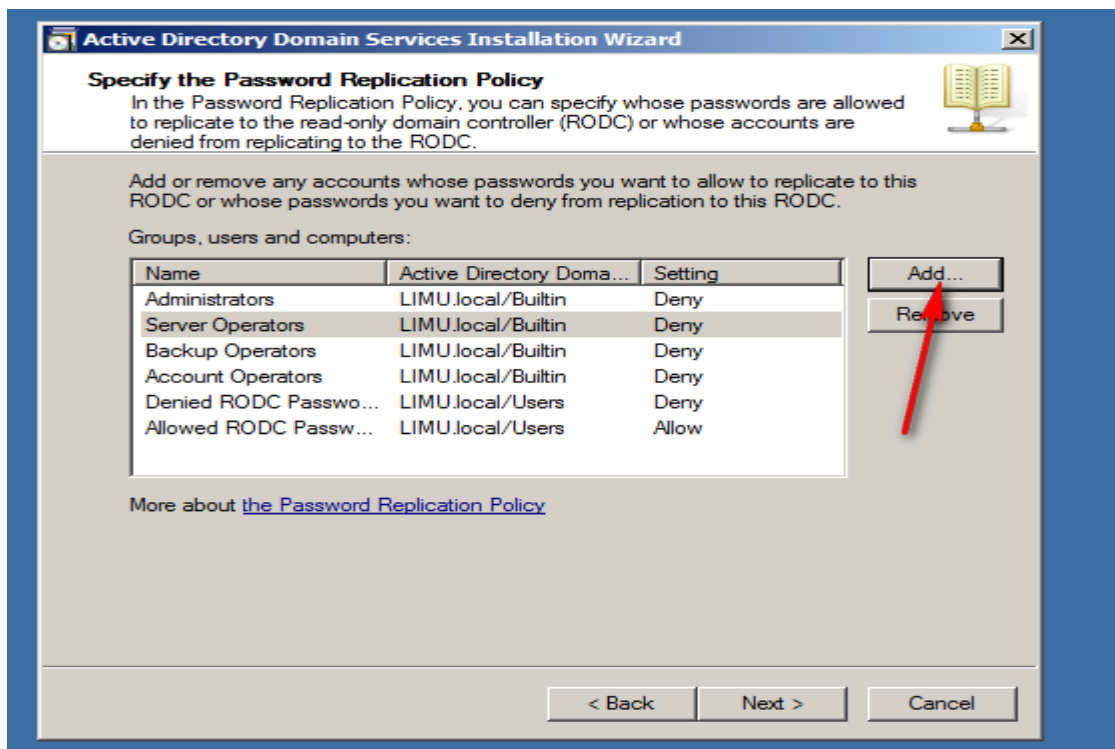 Active Directory Domain Services Installation Wizard
Specify the Password Replication Policy
In the Password Replication Policy, you can specify whose passwords are allowed
to replicate to the read-only domain controller (RODC) or whose accounts are
denied from replicating to the RODC.
Add or remove any accounts whose passwords you want to allow to replicate to this
RODC or whose passwords you want to deny from replication to this RODC.
Groups, users and computers:
Name Active Directory Doma... Setting Add...
Administrators LIMU.local/Builtin Deny
Server Operators LIMU.local/Builtin Deny Remove
Backup Operators LIMU.local/Builtin Deny
Account Operators LIMU.local/Builtin Deny
Denied RODC Passwo... LIMU.local/Users Deny
Allowed RODC Passw... LIMU.local/Users Allow
More about the Password Replication Policy
< Back Next > Cancel